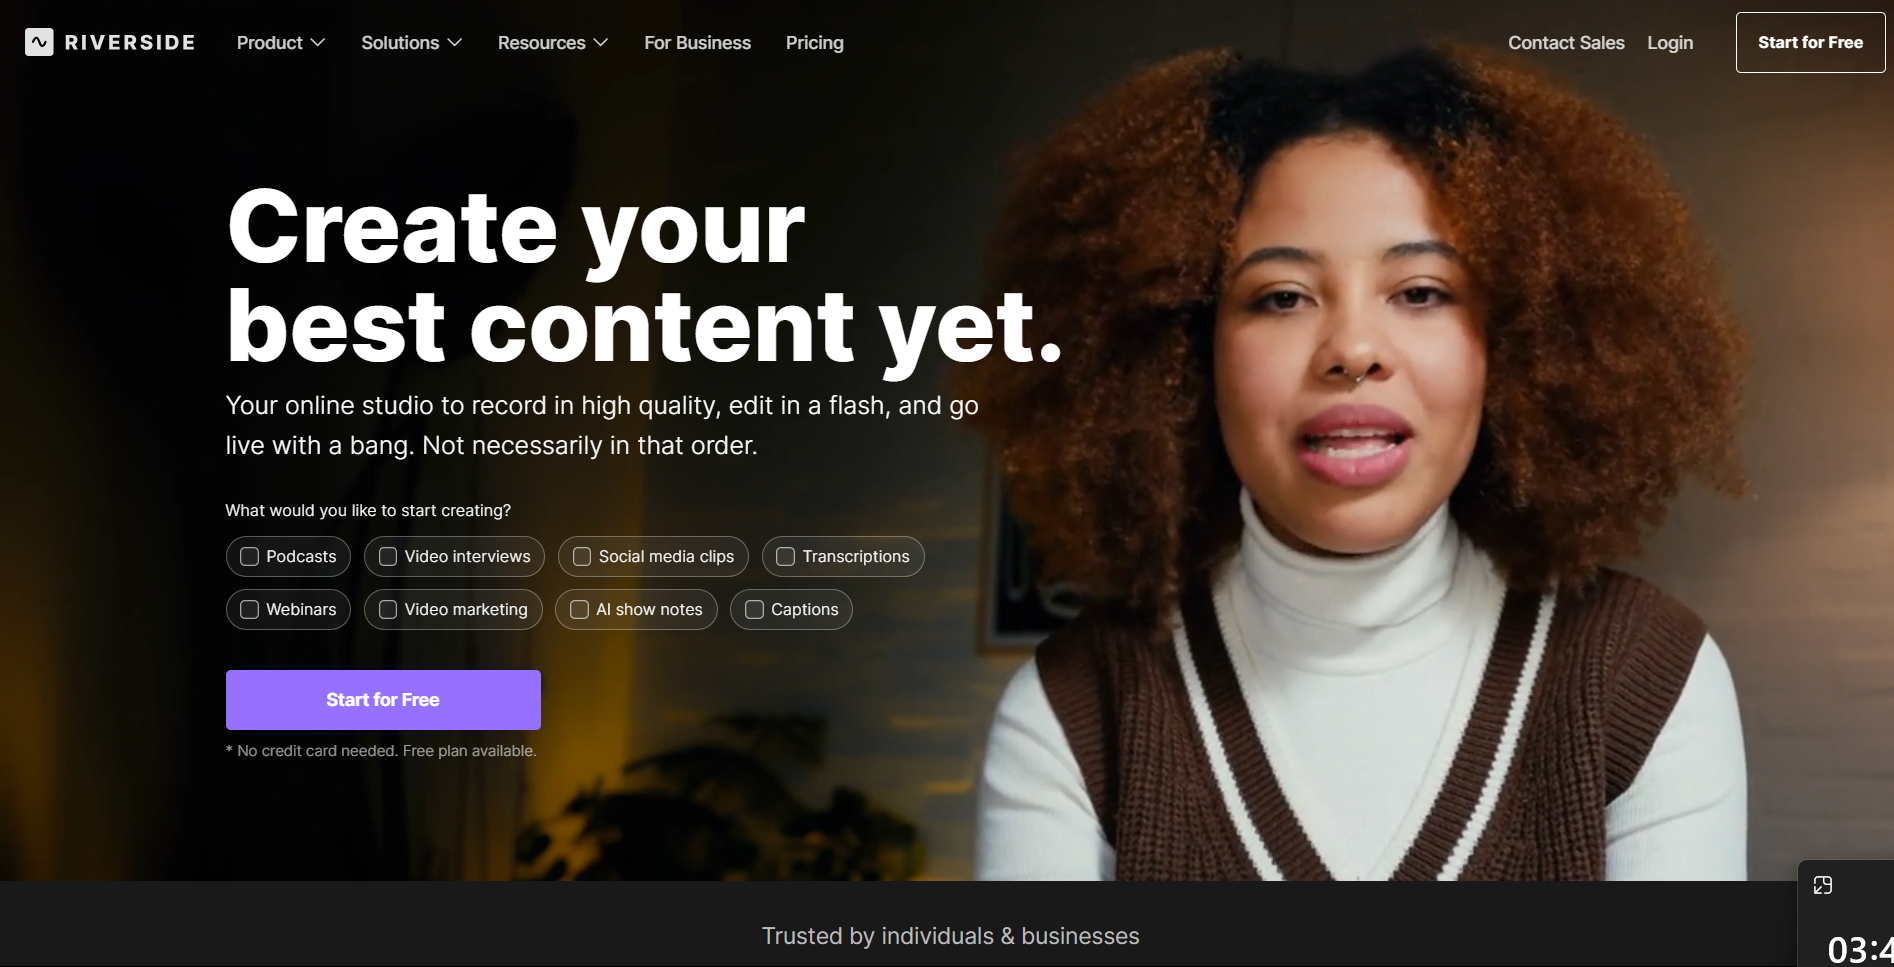 RIVERSIDE
Product
Solutions
Resources
For Business
Pricing
Contact Sales
Login
Start for Free
Create your
best content yet.
Your online studio to record in high quality, edit in a flash, and go
live with a bang. Not necessarily in that order.
What would you like to start creating?
Podcasts
Video interviews
Social media clips
Transcriptions
Webinars
Video marketing
AI show notes
Captions
Start for Free
* No credit card needed. Free plan available.
Trusted by individuals & businesses
03:4